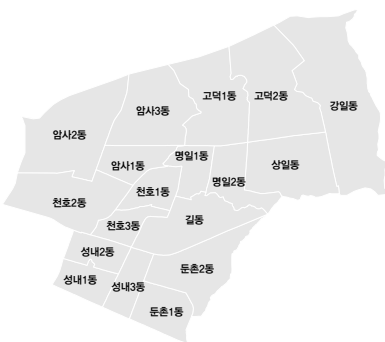 고덕1동
고덕2동
강일동
암사3동
암사2동
명일1동
암사1동
상일동
명일2동
천호1동
천호2동
길동
천호3동
성내2동
둔촌2동
성내1동
성내3동
둔촌1동